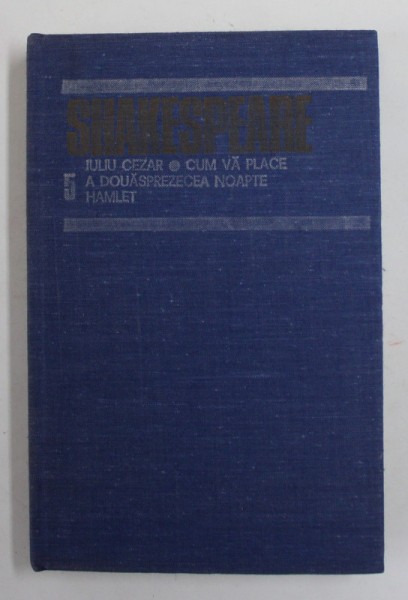 SHAKESPEARE
IULIU CEZAR CUM VĂ PLACE
5 A DOUĂSPREZECEA NOAPTE
HAMLET